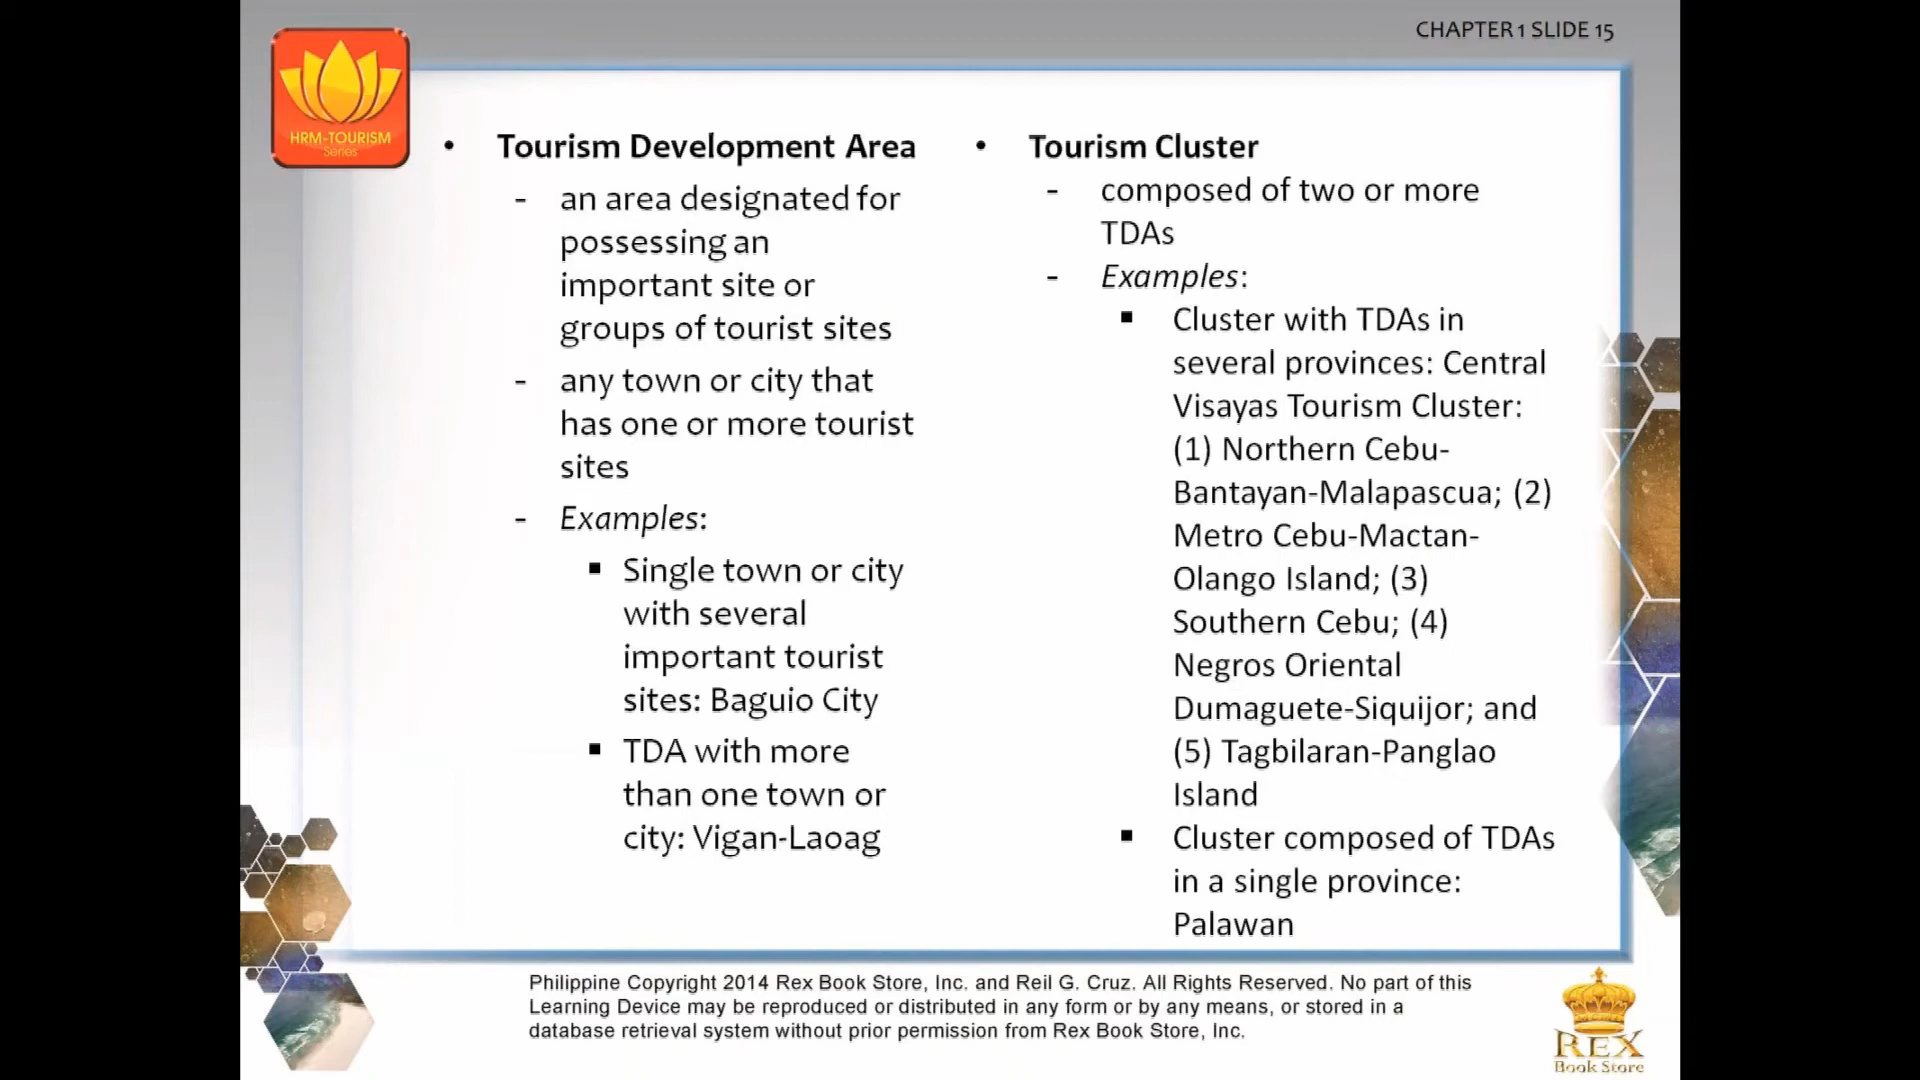 CHAPTER 1 SLIDE 15
HRM-TOURISM
Series
• Tourism Development Area
- an area designated for
possessing an
important site or
groups of tourist sites
- any town or city that
has one or more tourist
sites
- Examples:
▪ Single town or city
with several
important tourist
sites: Baguio City
▪ TDA with more
than one town or
city: Vigan-Laoag
• Tourism Cluster
- composed of two or more
TDAs
- Examples:
▪ Cluster with TDAs in
several provinces: Central
Visayas Tourism Cluster:
(1) Northern Cebu-
Bantayan-Malapascua; (2)
Metro Cebu-Mactan-
Olango Island; (3)
Southern Cebu; (4)
Negros Oriental
Dumaguete-Siquijor; and
(5) Tagbilaran-Panglao
Island
▪ Cluster composed of TDAs
in a single province:
Palawan
Philippine Copyright 2014 Rex Book Store, Inc. and Reil G. Cruz. All Rights Reserved. No part of this
Learning Device may be reproduced or distributed in any form or by any means, or stored in a
database retrieval system without prior permission from Rex Book Store, Inc.
REX
Book Store